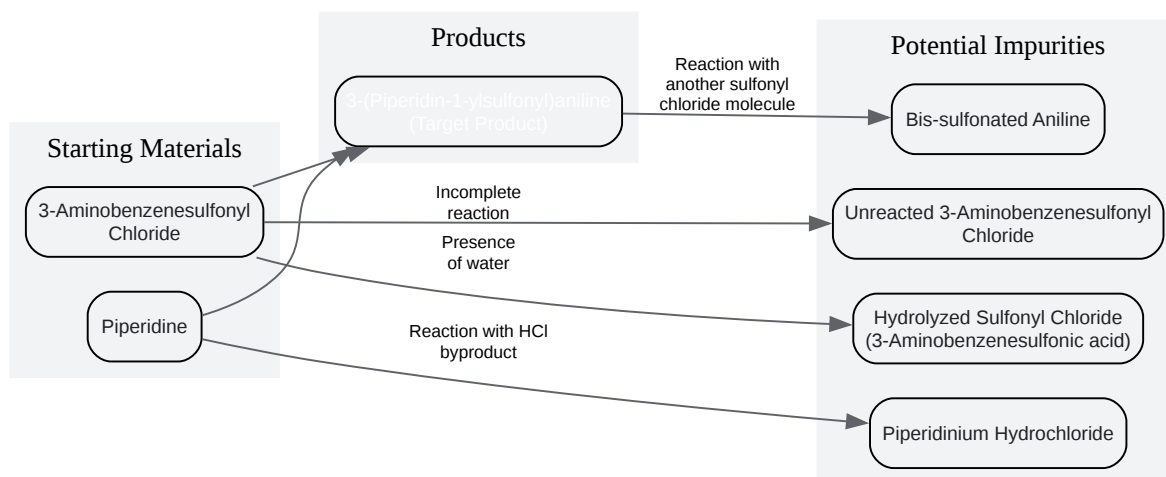 Products
3-(Piperidin-1-ylsulfonyl)aniline
(Target Product)
Starting Materials
3-Aminobenzenesulfonyl
Chloride
Piperidine
Reaction with
another sulfonyl
chloride molecule
Incomplete
reaction
Presence
of water
Reaction with HCl
byproduct
Potential Impurities
Bis-sulfonated Aniline
Unreacted 3-Aminobenzenesulfonyl
Chloride
Hydrolyzed Sulfonyl Chloride
(3-Aminobenzenesulfonic acid)
Piperidinium Hydrochloride